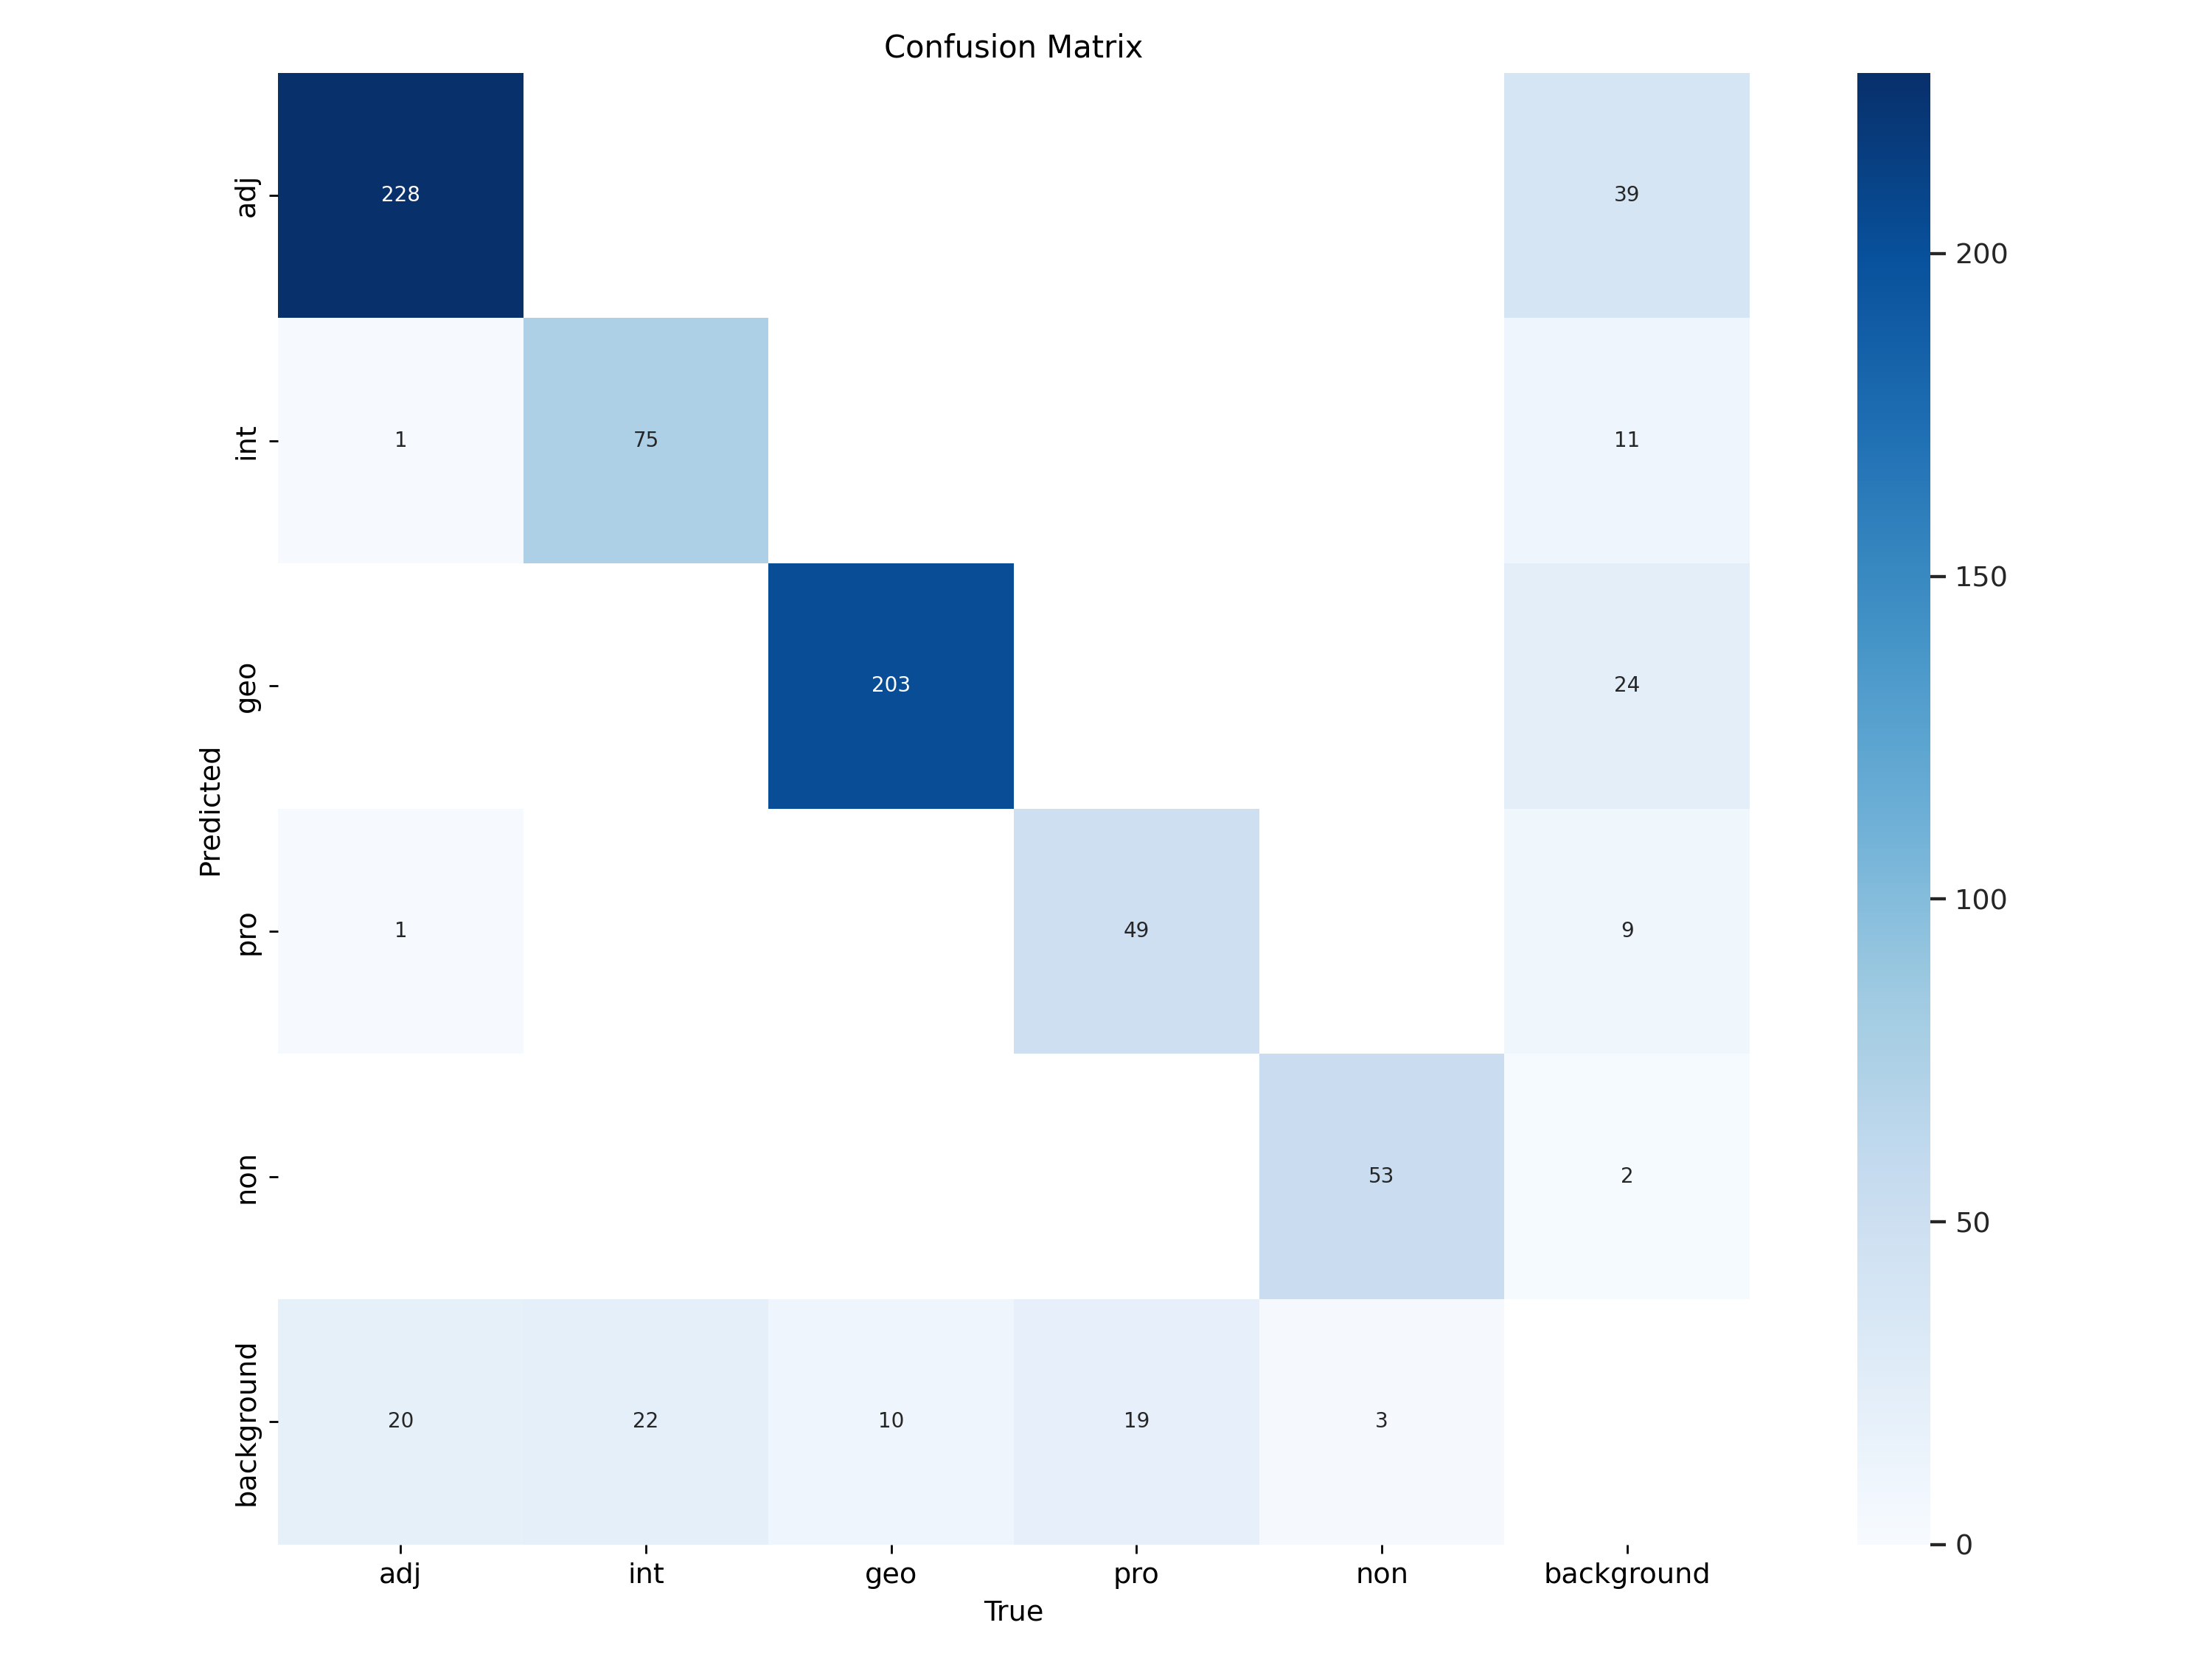 Confusion Matrix
adj 228 39
200
int 1 75 11
150
geo 203 24
Predicted
100
pro 1 49 9
non 53 2
50
background 20 22 10 19 3
0
adj int geo pro non background
True